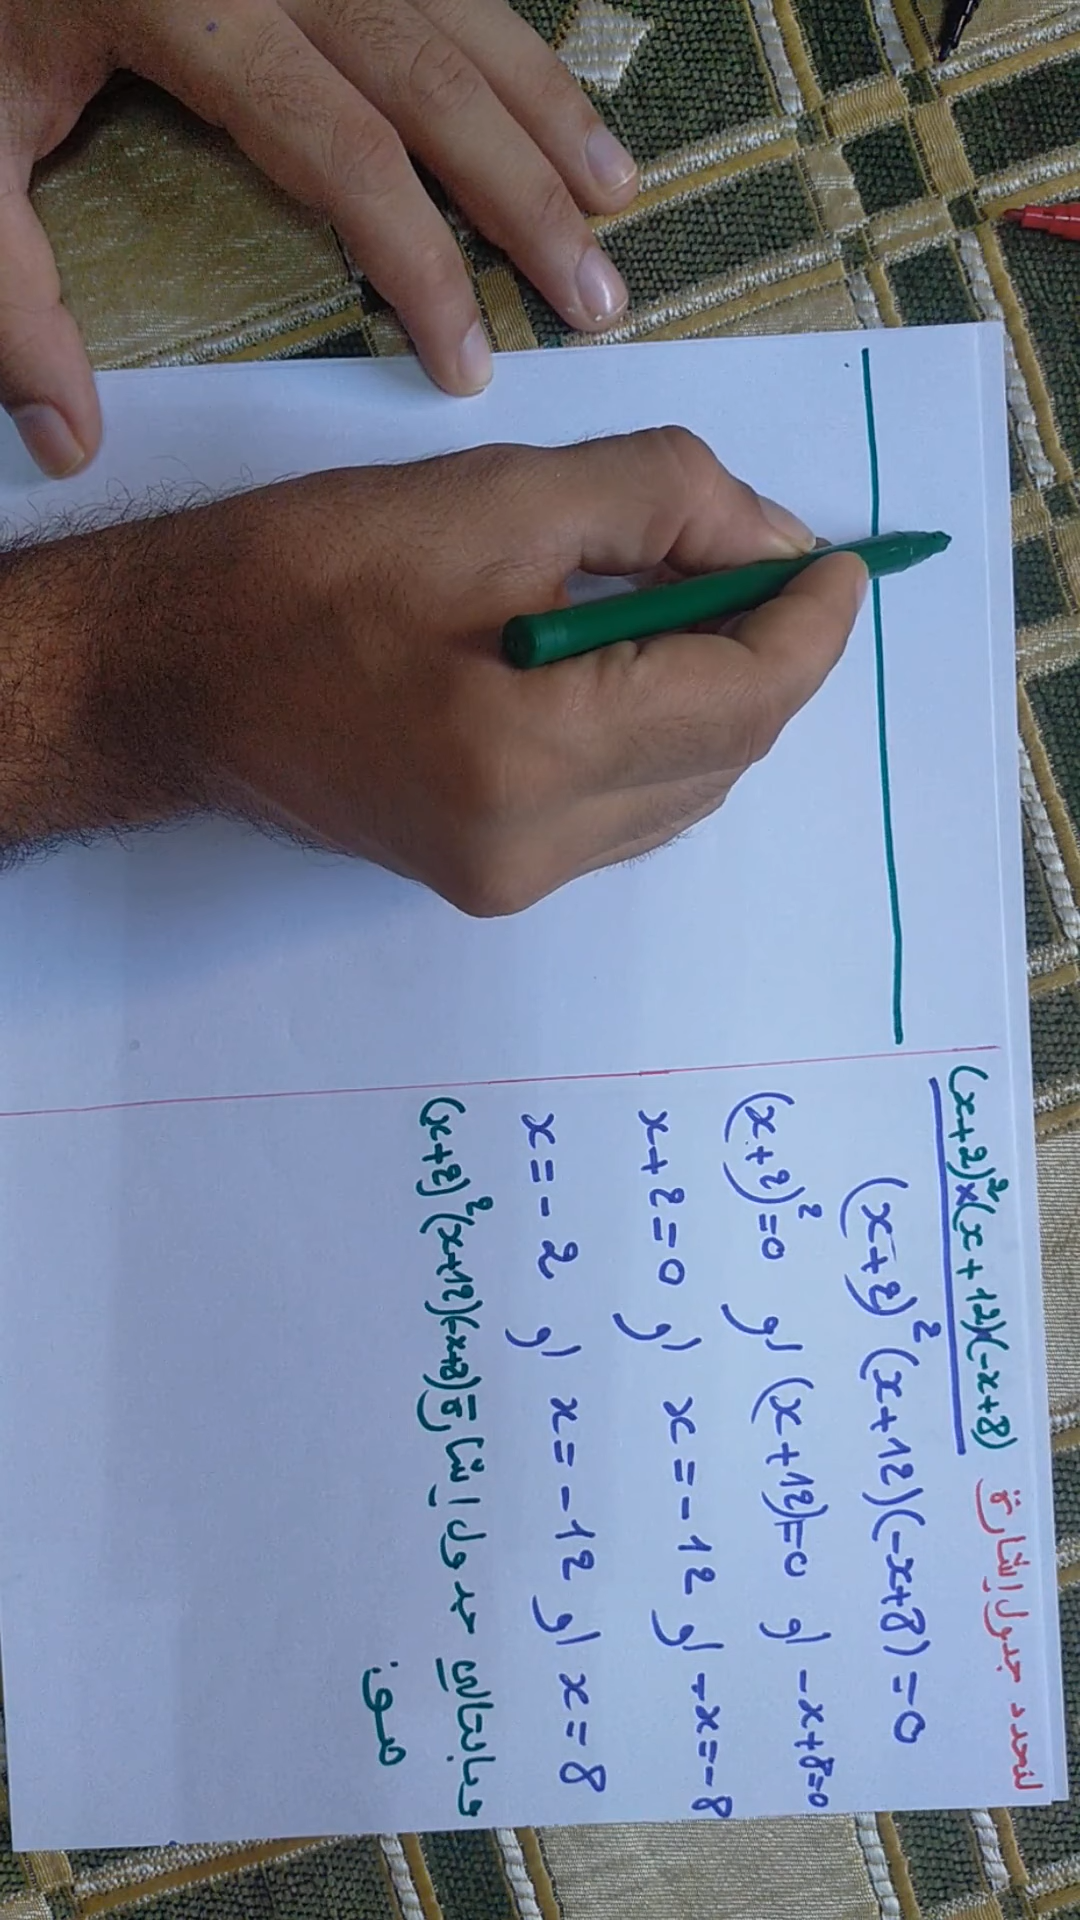 لنحدد جدول إشارة (x+2)²×(x+12)(-x+8)
(x+2)²(x+12)(-x+8)=0
(x+2)²=0 أو (x+12)=0 أو -x+8=0
x+2=0 أو x=-12 أو -x=-8
x=-2 أو x=-12 أو x=8
وبالتالي جدول إشارة (x+2)²(x+12)(-x+8)
هو: